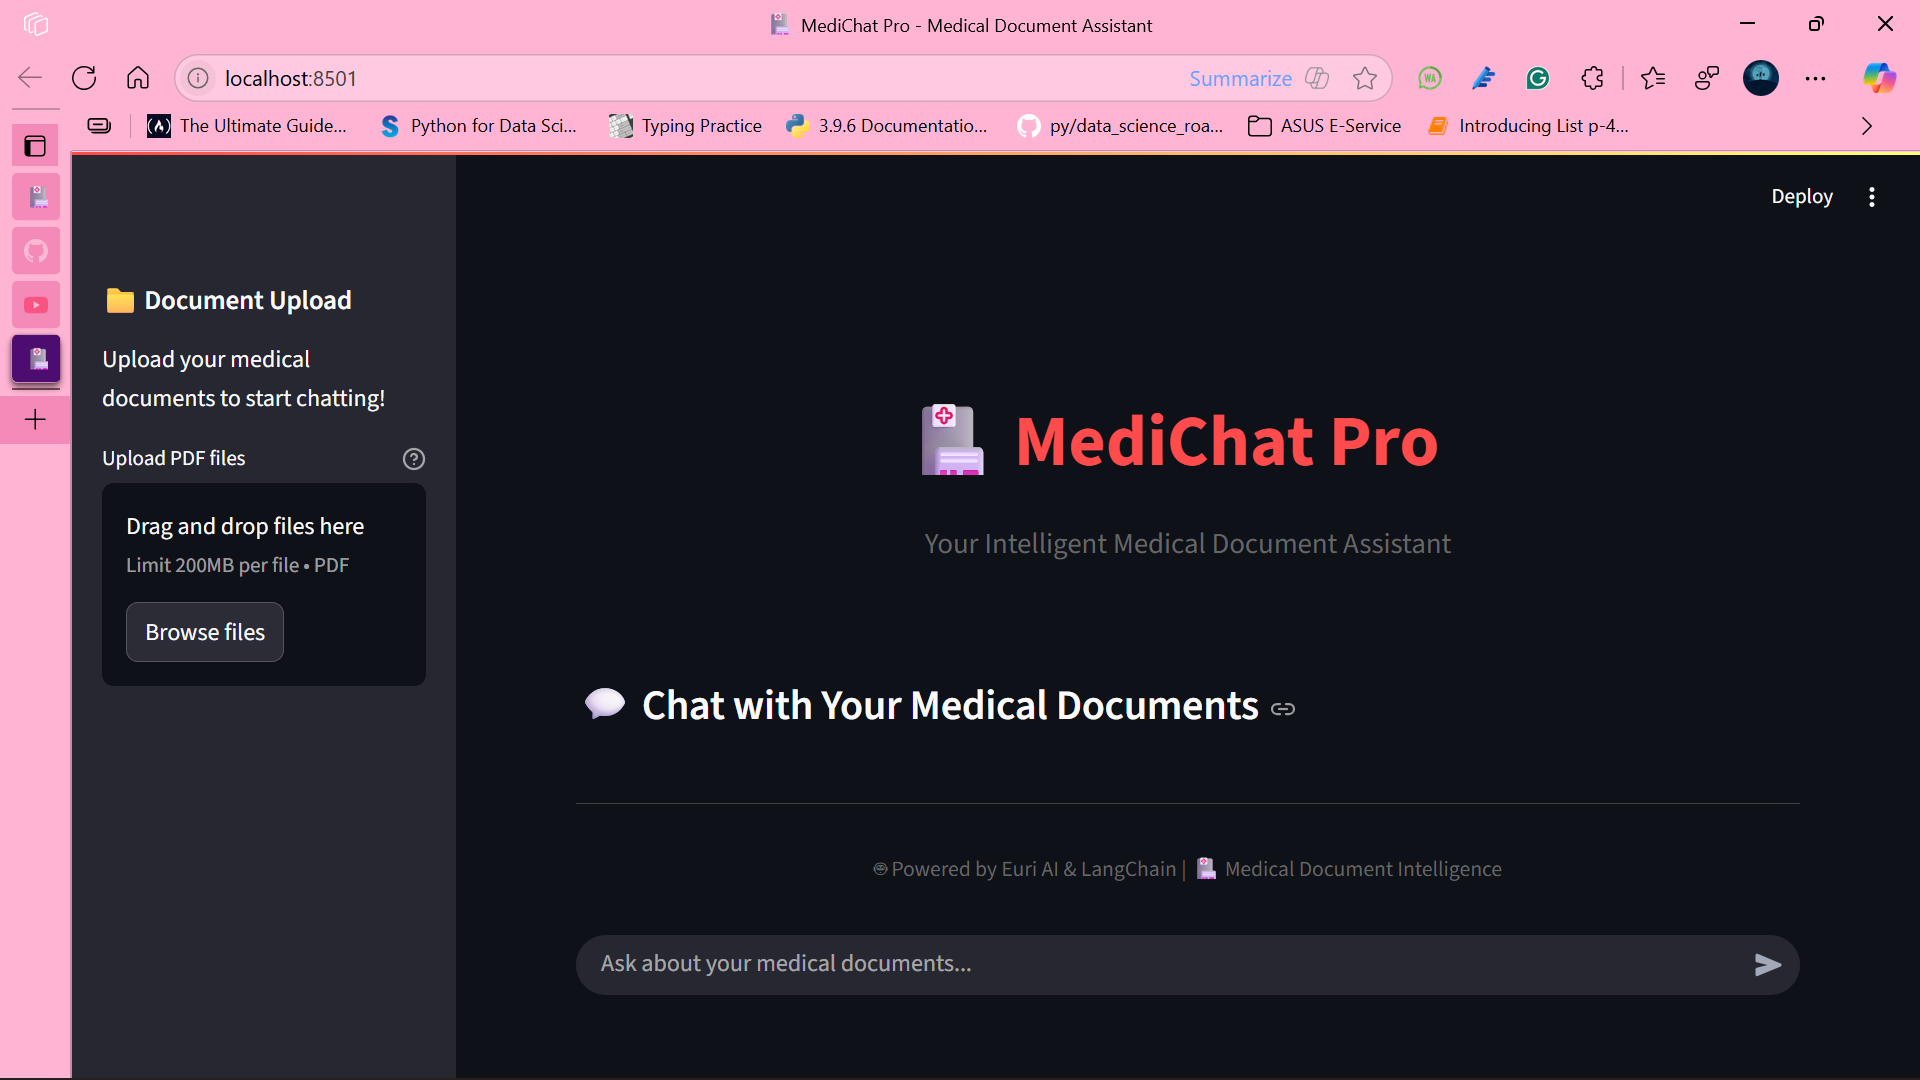 MediChat Pro - Medical Document Assistant
localhost:8501
Summarize
WA
The Ultimate Guide...
Python for Data Sci...
Typing Practice
3.9.6 Documentatio...
py/data_science_roa...
ASUS E-Service
Introducing List p-4...
Deploy
Document Upload
Upload your medical
documents to start chatting!
Upload PDF files
Drag and drop files here
Limit 200MB per file • PDF
Browse files
MediChat Pro
Your Intelligent Medical Document Assistant
Chat with Your Medical Documents
Powered by Euri AI & LangChain | Medical Document Intelligence
Ask about your medical documents...